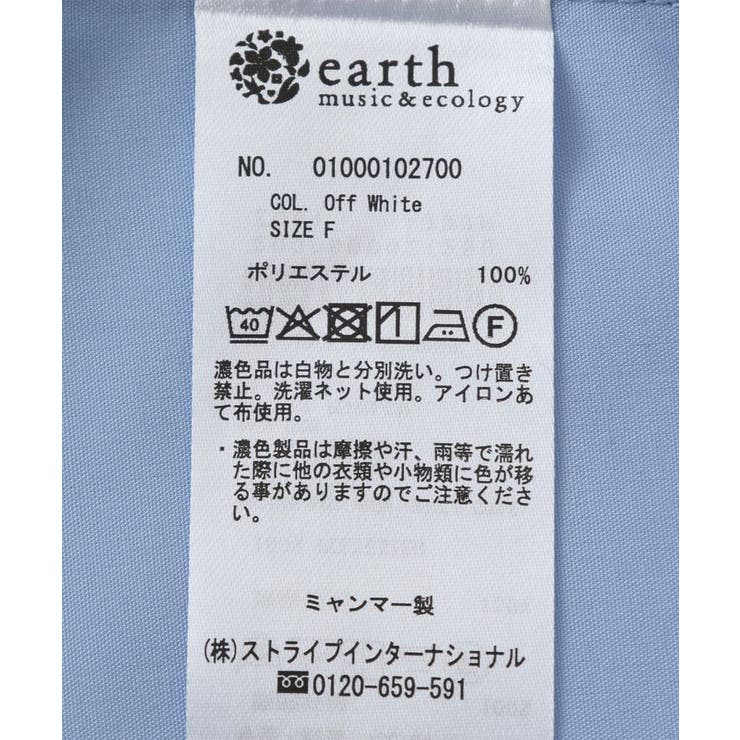 earth
music&ecology
NO. 01000102700
COL. Off White
SIZE F
ポリエステル 100%
40 F
濃色品は白物と分別洗い。つけ置き
禁止。洗濯ネット使用。アイロンあ
て布使用。
・濃色製品は摩擦や汗、雨等で濡れ
た際に他の衣類や小物類に色が移
る事がありますのでご注意くださ
い。
ミャンマー製
(株)ストライプインターナショナル
0120-659-591